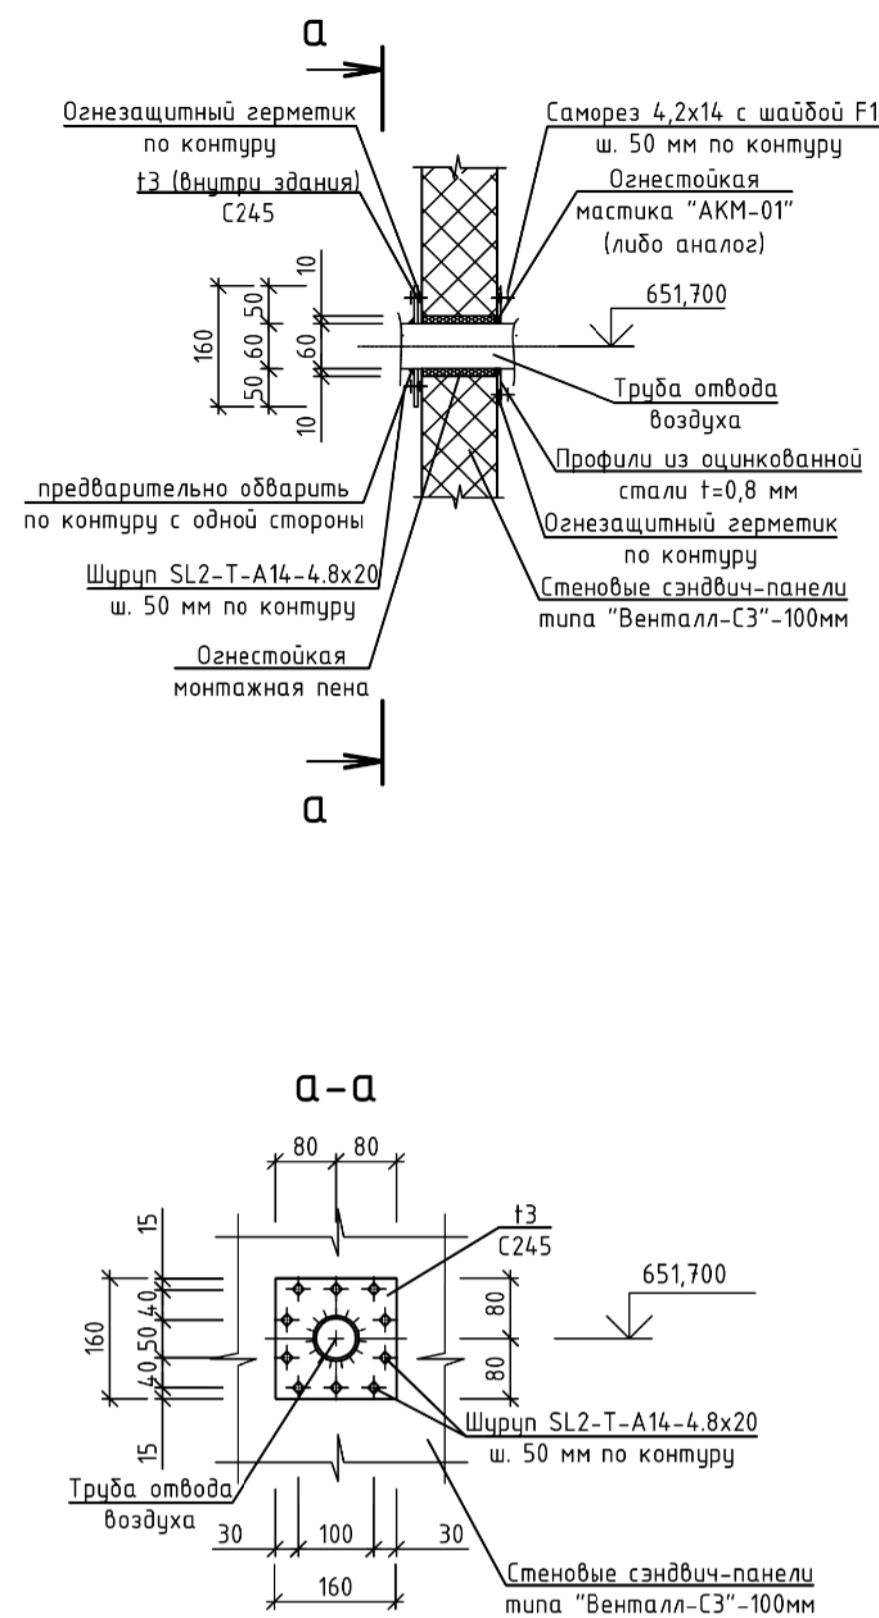 a
Огнезащитный герметик
по контуру
t3 (внутри здания)
С245
Саморез 4,2х14 с шайбой F1
ш. 50 мм по контуру
Огнестойкая
мастика "АКМ-01"
(либо аналог)
10
50
160
60
60
50
10
651,700
Труба отвода
воздуха
Профили из оцинкованной
стали t=0,8 мм
предварительно обварить
по контуру с одной стороны
Огнезащитный герметик
по контуру
Шуруп SL2-T-A14-4.8x20
ш. 50 мм по контуру
Стеновые сэндвич-панели
типа "Венталл-С3"-100мм
Огнестойкая
монтажная пена
a
a-a
80 80
15
40
160
50
40
15
t3
С245
651,700
80
80
Шуруп SL2-T-A14-4.8x20
ш. 50 мм по контуру
Труба отвода
воздуха
30 100 30
160
Стеновые сэндвич-панели
типа "Венталл-С3"-100мм